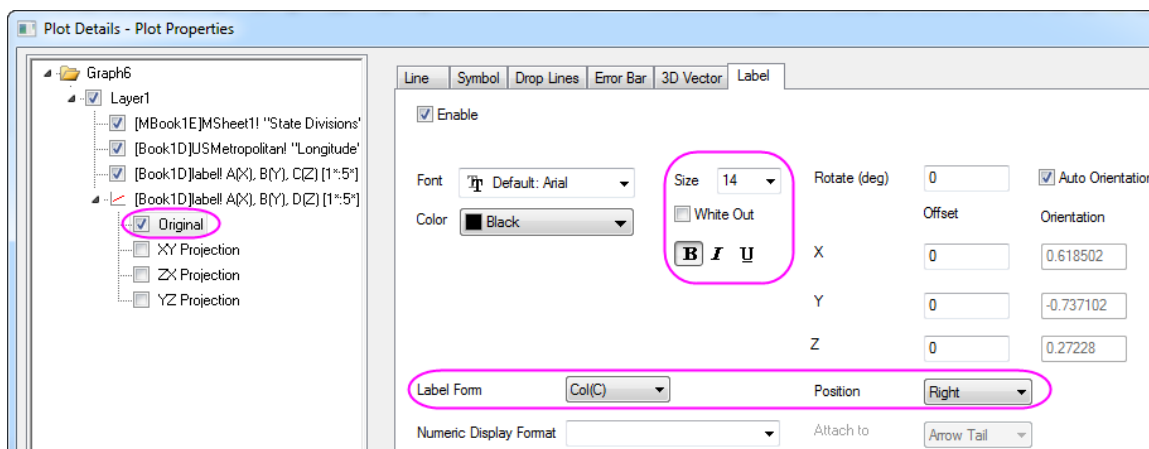 Plot Details - Plot Properties
Graph6
Layer1
[MBook1E]MSheet1! "State Divisions"
[Book1D]USMetropolitan! "Longitude"
[Book1D]label! A(X), B(Y), C(Z) [1*:5*]
[Book1D]label! A(X), B(Y), D(Z) [1*:5*]
Original
XY Projection
ZX Projection
YZ Projection
Line Symbol Drop Lines Error Bar 3D Vector Label
Enable
Font Default: Arial Size 14 Rotate (deg) 0 Auto Orientation
Color Black White Out Offset Orientation
B I U X 0 0.618502
Y 0 -0.737102
Z 0 0.27228
Label Form Col(C) Position Right
Numeric Display Format Attach to Arrow Tail